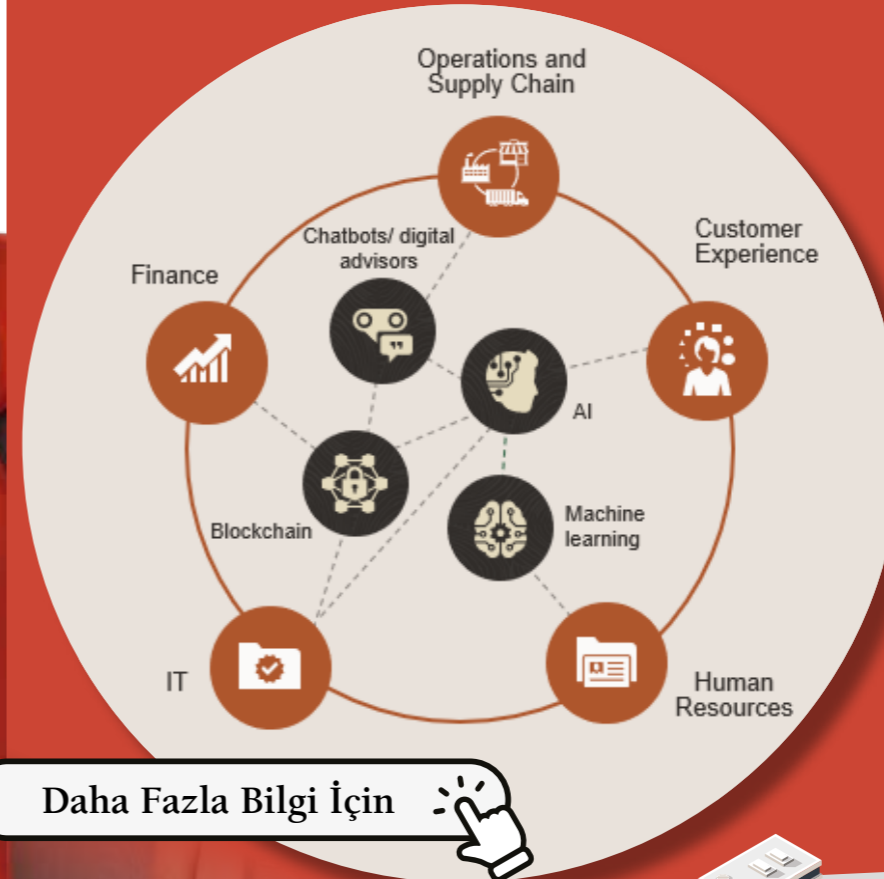 Operations and
Supply Chain
Customer
Experience
Chatbots/ digital
advisors
Finance
AI
Blockchain
Machine
learning
IT
Human
Resources
Daha Fazla Bilgi İçin